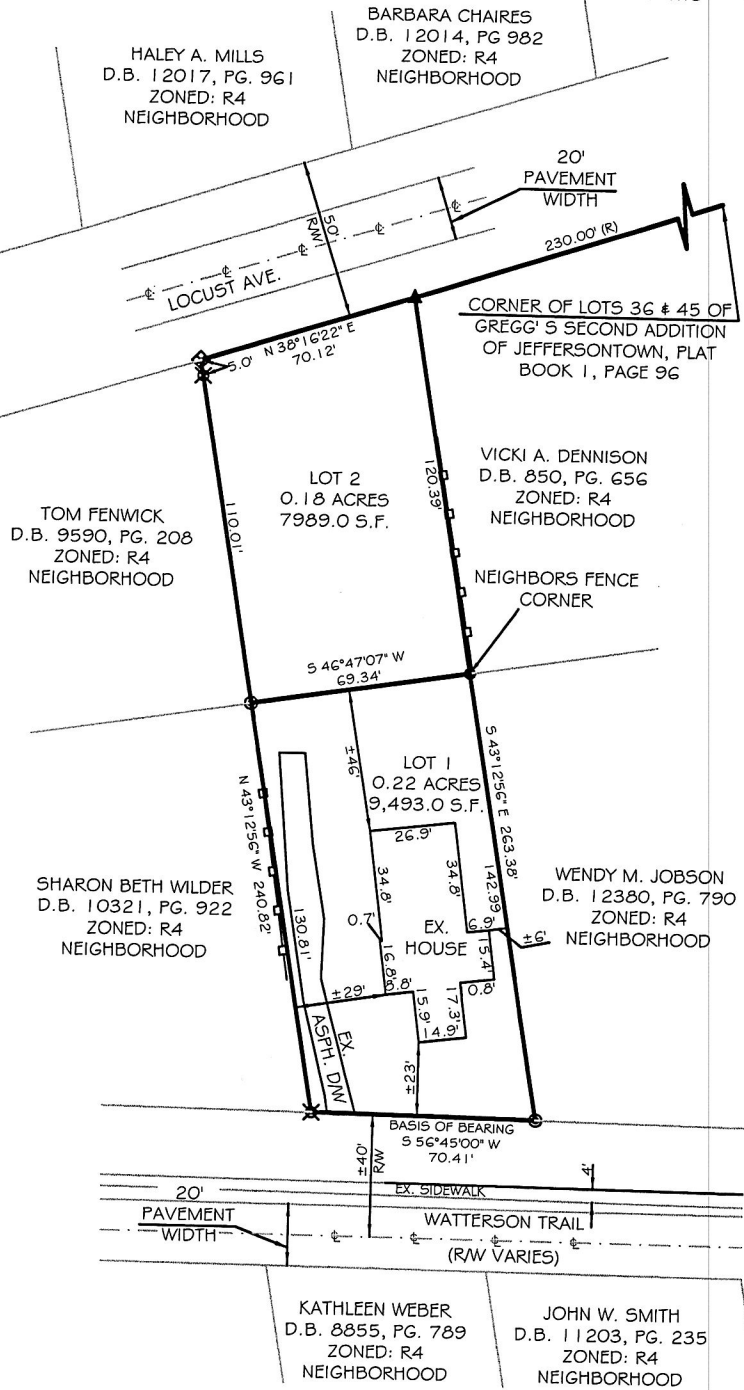 HALEY A. MILLS
D.B. 12017, PG. 961
ZONED: R4
NEIGHBORHOOD
BARBARA CHAIRES
D.B. 12014, PG 982
ZONED: R4
NEIGHBORHOOD
20'
PAVEMENT
WIDTH
50'
R/W
LOCUST AVE.
230.00' (R)
CORNER OF LOTS 36 & 45 OF
GREGG'S SECOND ADDITION
OF JEFFERSONTOWN, PLAT
BOOK 1, PAGE 96
5.0'
N 38°16'22" E
70.12'
LOT 2
0.18 ACRES
7989.0 S.F.
110.01'
120.39'
VICKI A. DENNISON
D.B. 850, PG. 656
ZONED: R4
NEIGHBORHOOD
TOM FENWICK
D.B. 9590, PG. 208
ZONED: R4
NEIGHBORHOOD
NEIGHBORS FENCE
CORNER
S 46°47'07" W
69.34'
±46'
LOT 1
0.22 ACRES
9,493.0 S.F.
S 43°12'56" E 263.38'
142.99'
N 43°12'56" W 240.82'
130.81'
26.9'
34.8'
34.8'
0.7'
EX.
HOUSE
16.8'
15.4'
±6'
0.8'
±29'
15.9'
17.3'
14.9'
±23'
EX.
ASPH. D/W
SHARON BETH WILDER
D.B. 10321, PG. 922
ZONED: R4
NEIGHBORHOOD
WENDY M. JOBSON
D.B. 12380, PG. 790
ZONED: R4
NEIGHBORHOOD
BASIS OF BEARING
S 56°45'00" W
70.41'
±40'
R/W
4'
EX. SIDEWALK
20'
PAVEMENT
WIDTH
WATTERSON TRAIL
(R/W VARIES)
KATHLEEN WEBER
D.B. 8855, PG. 789
ZONED: R4
NEIGHBORHOOD
JOHN W. SMITH
D.B. 11203, PG. 235
ZONED: R4
NEIGHBORHOOD